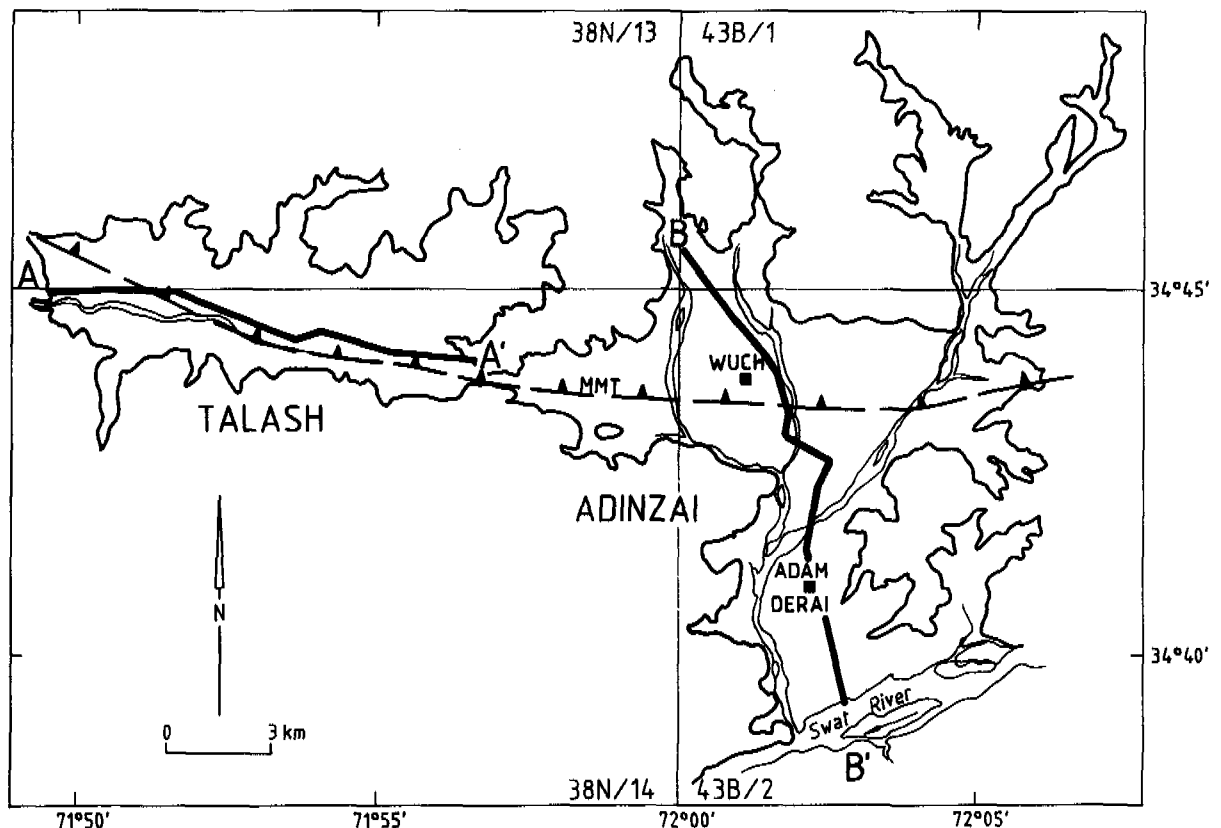 38N/13 43B/1
B
A
34°45'
A'
WUCH
MMT
TALASH
ADINZAI
ADAM
DERAI
N
34°40'
0 3 km
Swat River
B'
38N/14 43B/2
71°50' 71°55' 72°00' 72°05'